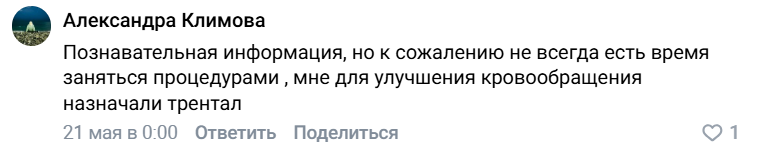 Александра Климова
Познавательная информация, но к сожалению не всегда есть время
заняться процедурами , мне для улучшения кровообращения
назначали трентал
21 мая в 0:00 Ответить Поделиться 1